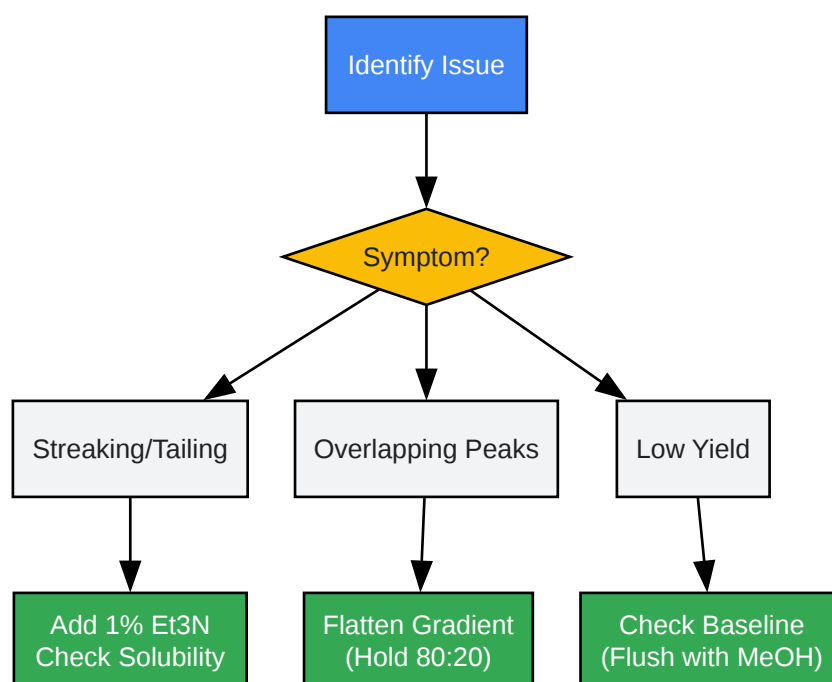 Identify Issue
Symptom?
Streaking/Tailing
Overlapping Peaks
Low Yield
Add 1% Et3N
Check Solubility
Flatten Gradient
(Hold 80:20)
Check Baseline
(Flush with MeOH)